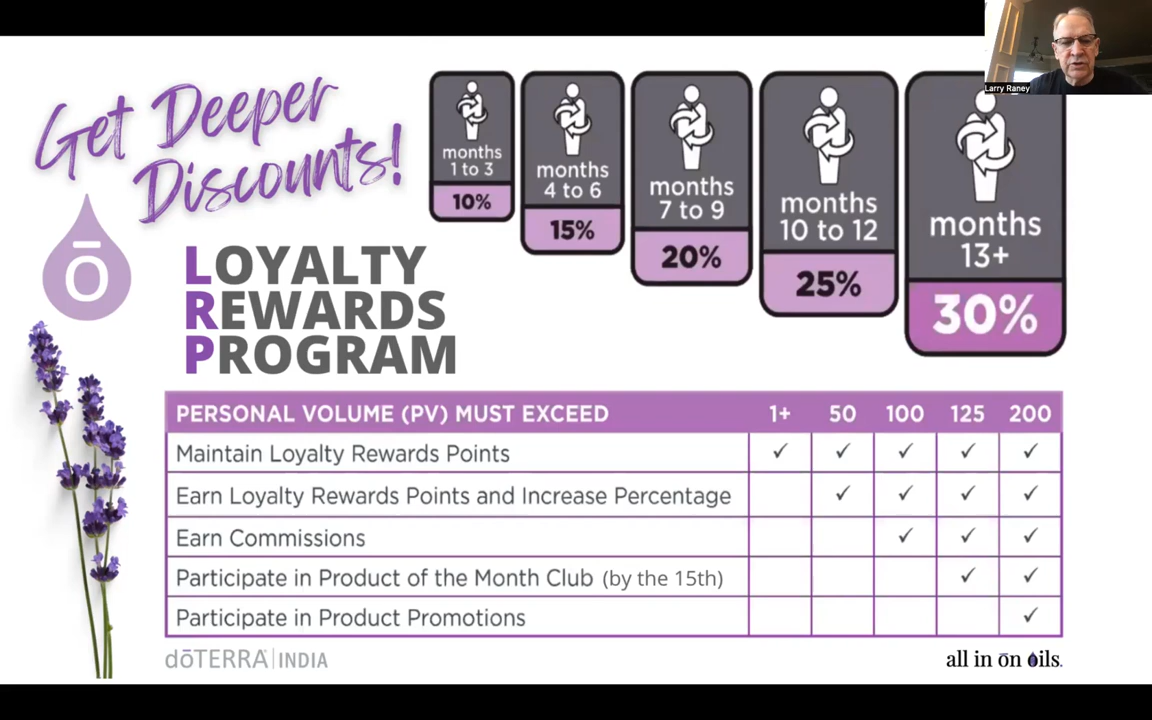 Larry Raney
Get Deeper
Discounts!
LOYALTY
REWARDS
PROGRAM
months
1 to 3
10%
months
4 to 6
15%
months
7 to 9
20%
months
10 to 12
25%
months
13+
30%
PERSONAL VOLUME (PV) MUST EXCEED 1+ 50 100 125 200
Maintain Loyalty Rewards Points ✓ ✓ ✓ ✓ ✓
Earn Loyalty Rewards Points and Increase Percentage ✓ ✓ ✓ ✓
Earn Commissions ✓ ✓ ✓
Participate in Product of the Month Club (by the 15th) ✓ ✓
Participate in Product Promotions ✓
dōTERRA | INDIA
all in ōn oils.